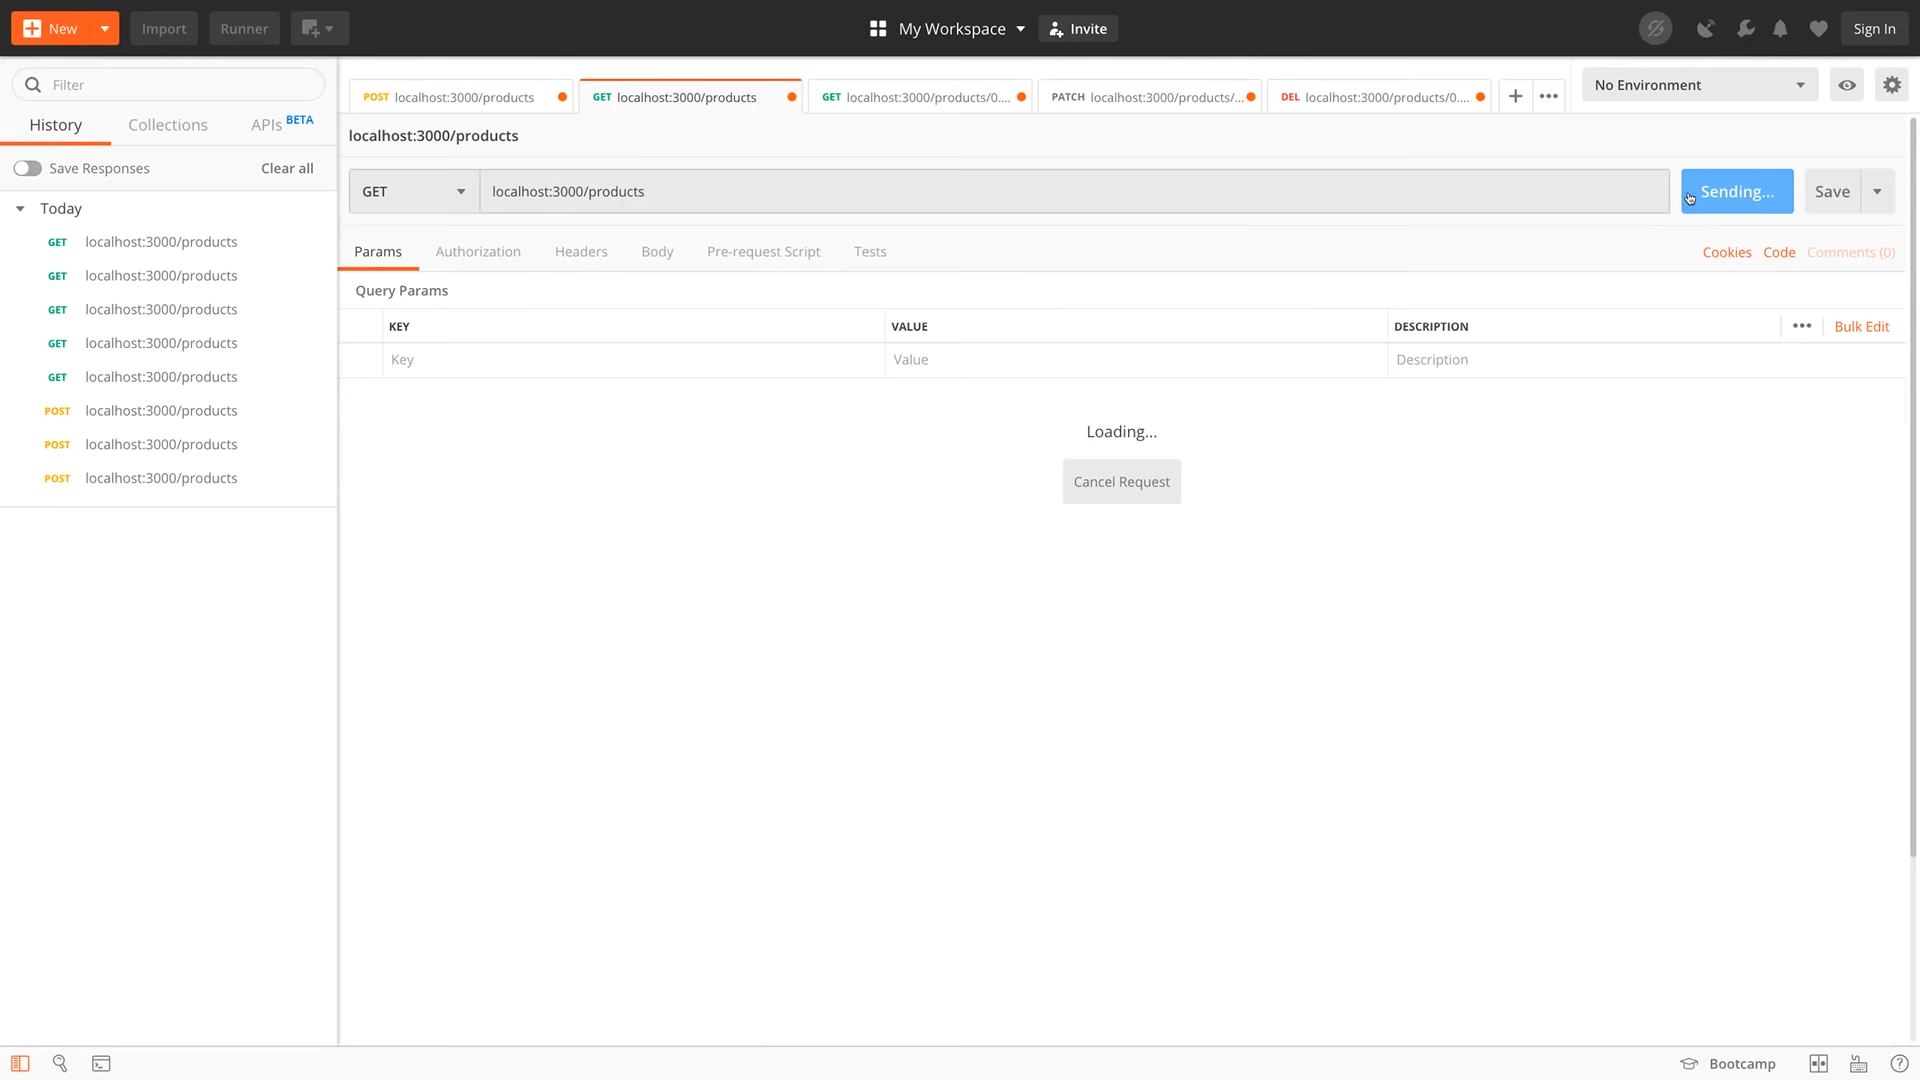 New
Import
Runner
My Workspace
Invite
Sign In
Filter
History
Collections
APIs BETA
Save Responses
Clear all
Today
GET localhost:3000/products
GET localhost:3000/products
GET localhost:3000/products
GET localhost:3000/products
GET localhost:3000/products
POST localhost:3000/products
POST localhost:3000/products
POST localhost:3000/products
POST localhost:3000/products
GET localhost:3000/products
GET localhost:3000/products/0....
PATCH localhost:3000/products/...
DEL localhost:3000/products/0....
No Environment
localhost:3000/products
GET
localhost:3000/products
Sending...
Save
Params
Authorization
Headers
Body
Pre-request Script
Tests
Cookies
Code
Comments (0)
Query Params
KEY
VALUE
DESCRIPTION
Bulk Edit
Key
Value
Description
Loading...
Cancel Request
Bootcamp